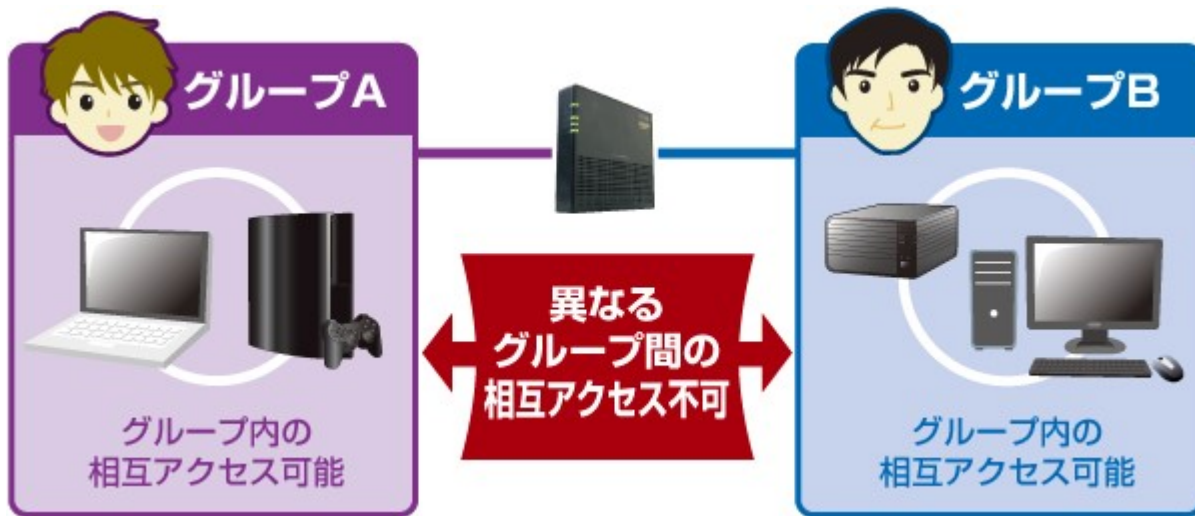 グループA
グループB
異なる
グループ間の
相互アクセス不可
グループ内の
相互アクセス可能
グループ内の
相互アクセス可能